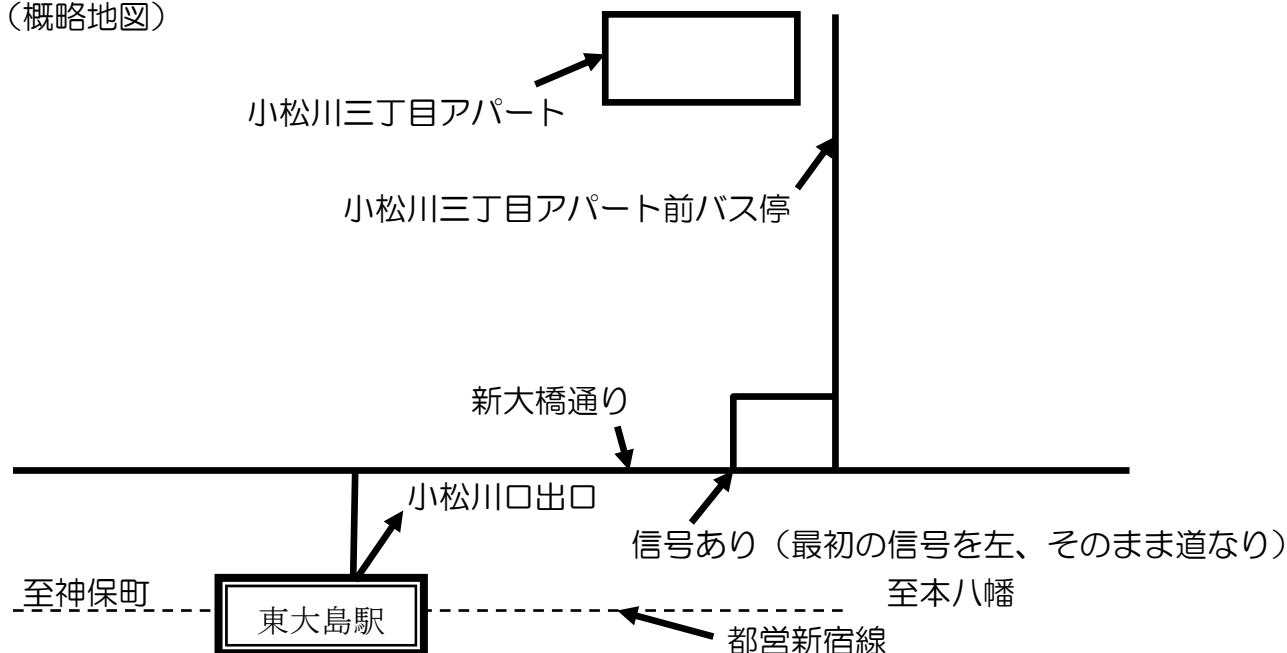 （概略地図）
小松川三丁目アパート
小松川三丁目アパート前バス停
新大橋通り
小松川口出口
信号あり（最初の信号を左、そのまま道なり）
至神保町
至本八幡
東大島駅
都営新宿線